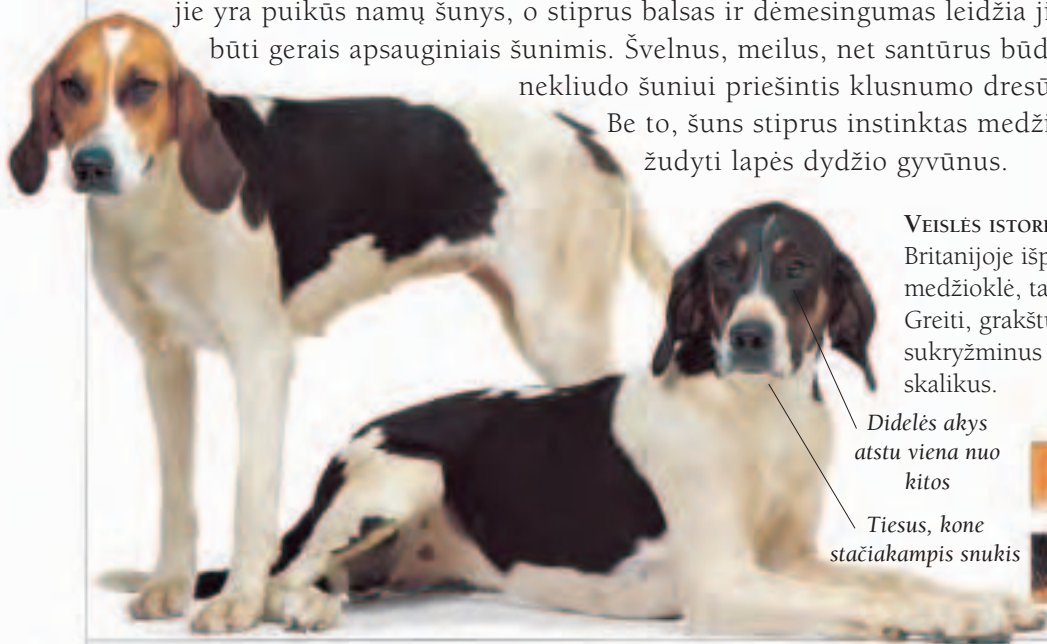 jie yra puikūs namų šunys, o stiprus balsas ir dėmesingumas leidžia ji
būti gerais apsauginiais šunimis. Švelnus, meilus, net santūrus būd
nekliudo šuniui priešintis klusnumo dresū
Be to, šuns stiprus instinktas medži
žudyti lapės dydžio gyvūnus.
VEISLĖS ISTORI
Britanijoje išp
medžioklė, ta
Greiti, grakštu
sukryžminus
skalikus.
Didelės akys
atstu viena nuo
kitos
Tiesus, kone
stačiakampis snukis